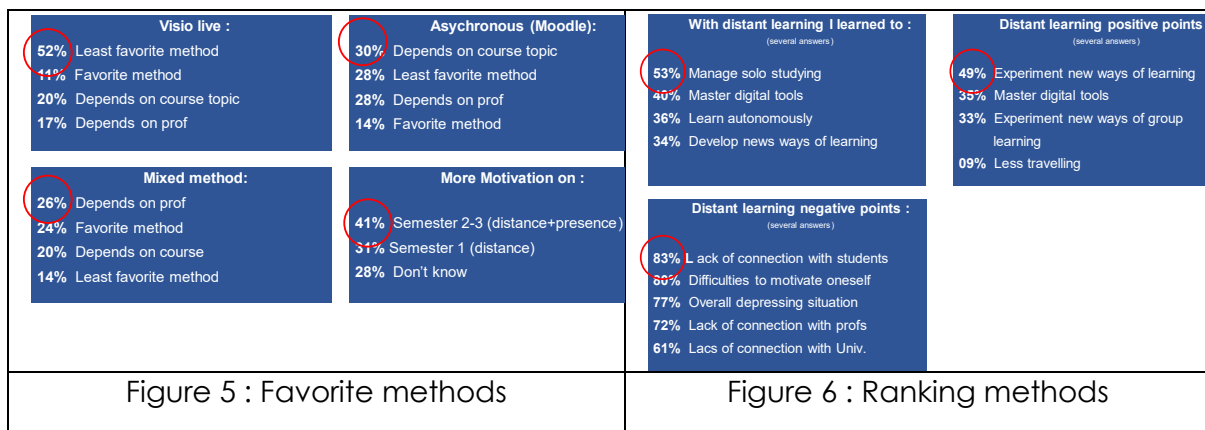 Visio live :
52% Least favorite method
11% Favorite method
20% Depends on course topic
17% Depends on prof
Asychronous (Moodle):
30% Depends on course topic
28% Least favorite method
28% Depends on prof
14% Favorite method
Mixed method:
26% Depends on prof
24% Favorite method
20% Depends on course
14% Least favorite method
More Motivation on :
41% Semester 2-3 (distance+presence)
31% Semester 1 (distance)
28% Don't know
Figure 5 : Favorite methods
With distant learning I learned to :
(several answers)
53% Manage solo studying
40% Master digital tools
36% Learn autonomously
34% Develop news ways of learning
Distant learning positive points
(several answers)
49% Experiment new ways of learning
35% Master digital tools
33% Experiment new ways of group
learning
09% Less travelling
Distant learning negative points :
(several answers)
83% L ack of connection with students
80% Difficulties to motivate oneself
77% Overall depressing situation
72% Lack of connection with profs
61% Lacs of connection with Univ.
Figure 6 : Ranking methods